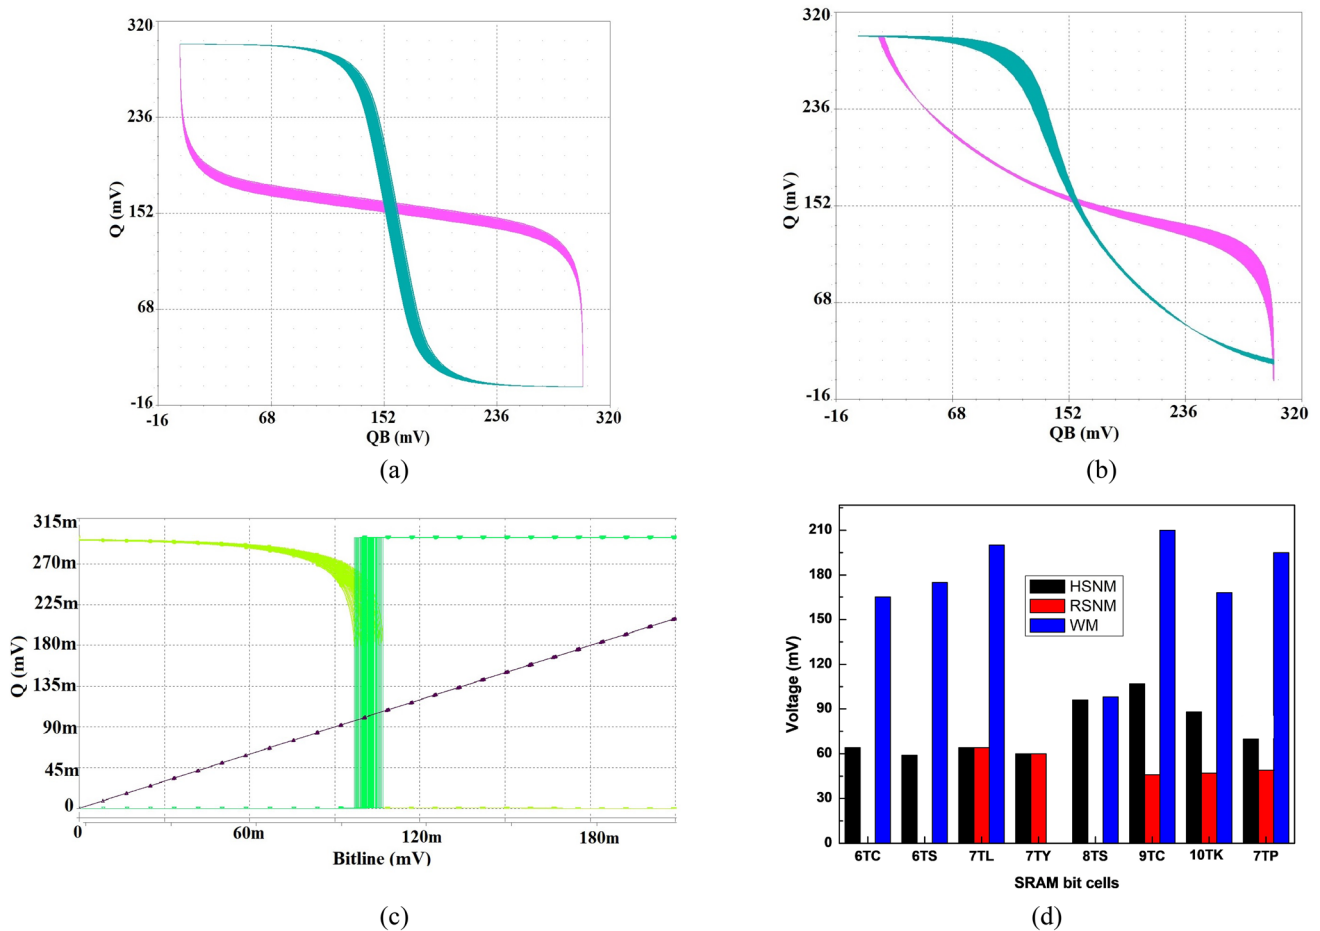 320
236
152
68
-16
Q (mV)
-16 68 152 236 320
QB (mV)
(a)
320
236
152
68
-16
Q (mV)
-16 68 152 236 320
QB (mV)
(b)
315m
270m
225m
180m
135m
90m
45m
0
Q (mV)
0 60m 120m 180m
Bitline (mV)
(c)
210
180
150
120
90
60
30
0
Voltage (mV)
HSNM
RSNM
WM
6TC 6TS 7TL 7TY 8TS 9TC 10TK 7TP
SRAM bit cells
(d)